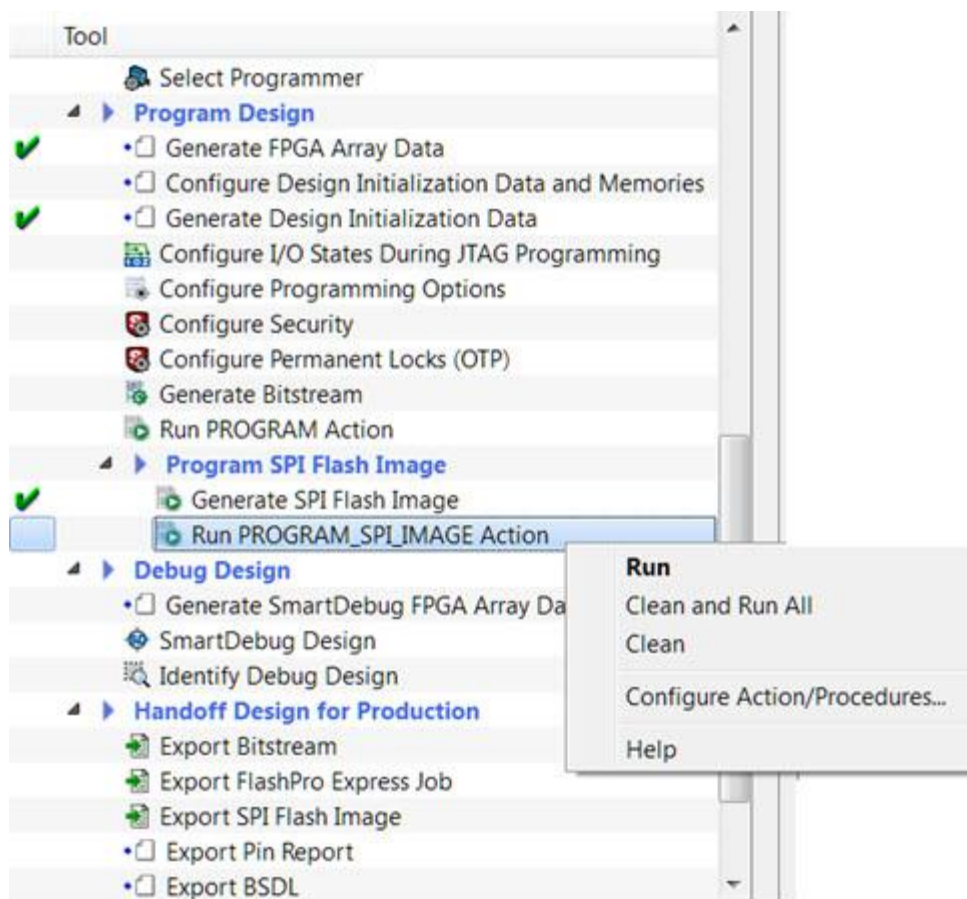 Tool
Select Programmer
Program Design
Generate FPGA Array Data
Configure Design Initialization Data and Memories
Generate Design Initialization Data
Configure I/O States During JTAG Programming
Configure Programming Options
Configure Security
Configure Permanent Locks (OTP)
Generate Bitstream
Run PROGRAM Action
Program SPI Flash Image
Generate SPI Flash Image
Run PROGRAM_SPI_IMAGE Action
Debug Design
Generate SmartDebug FPGA Array Da
SmartDebug Design
Identify Debug Design
Handoff Design for Production
Export Bitstream
Export FlashPro Express Job
Export SPI Flash Image
Export Pin Report
Export BSDL
Run
Clean and Run All
Clean
Configure Action/Procedures...
Help